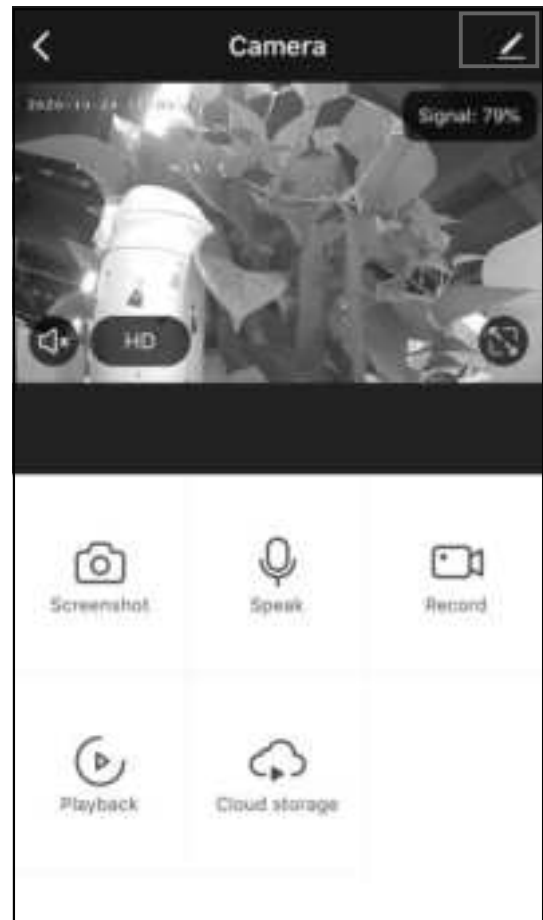 Camera
Signal: 79%
HD
Screenshot
Speak
Record
Playback
Cloud storage